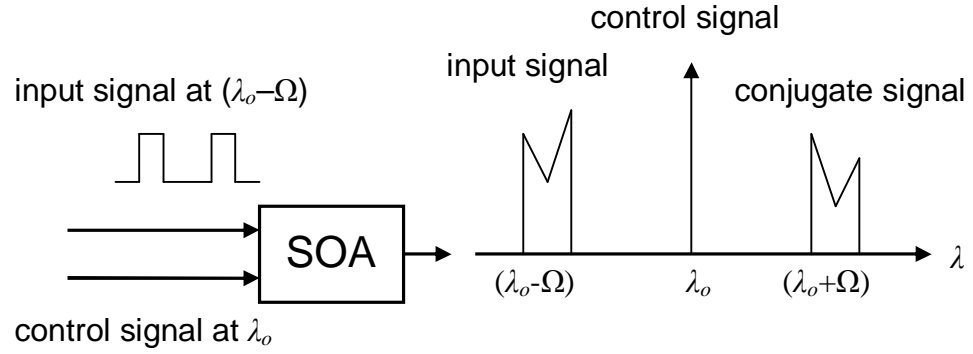 control signal
input signal
input signal at (λo−Ω)
conjugate signal
SOA
λ
(λo-Ω)
λo
(λo+Ω)
control signal at λo